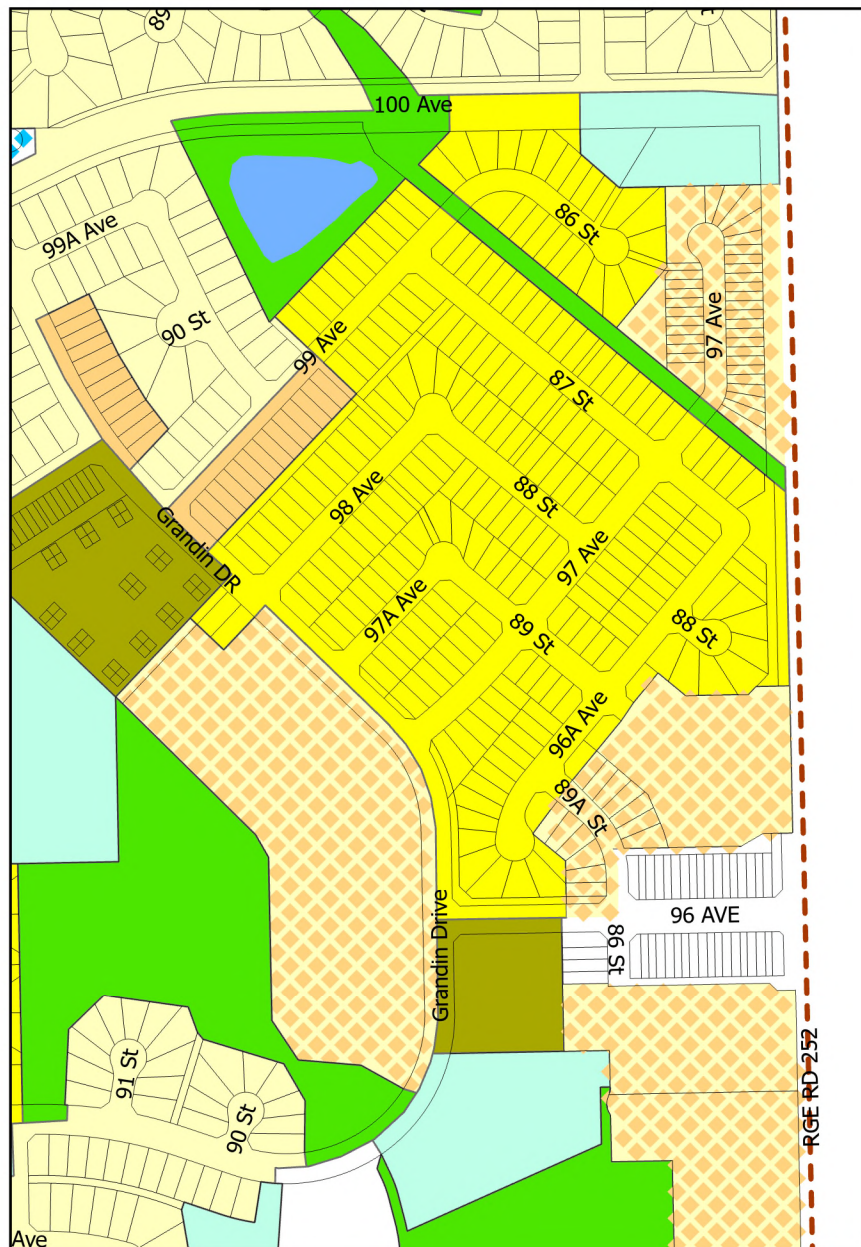 89
100 Ave
99A Ave
86 St
90 St
99 Ave
97 Ave
87 St
98 Ave
88 St
Grandin DR
97 Ave
97A Ave
89 St
88 St
96A Ave
89A St
96 AVE
Grandin Drive
86 St
RGE RD 252
91 St
90 St
Ave